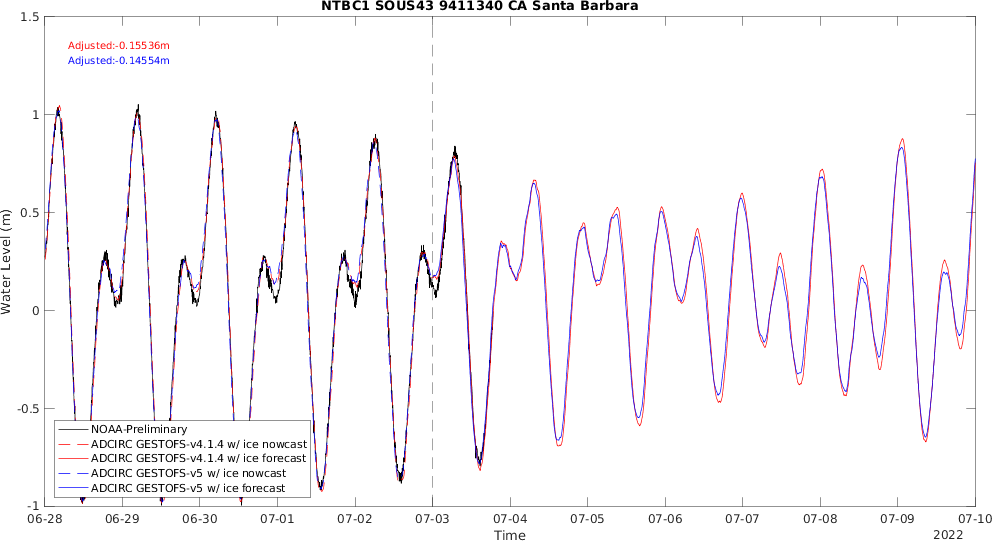 NTBC1 SOUS43 9411340 CA Santa Barbara
Adjusted:-0.15536m
Adjusted:-0.14554m
Water Level (m)
1.5
1
0.5
0
-0.5
-1
NOAA-Preliminary
ADCIRC GESTOFS-v4.1.4 w/ ice nowcast
ADCIRC GESTOFS-v4.1.4 w/ ice forecast
ADCIRC GESTOFS-v5 w/ ice nowcast
ADCIRC GESTOFS-v5 w/ ice forecast
06-28 06-29 06-30 07-01 07-02 07-03 07-04 07-05 07-06 07-07 07-08 07-09 07-10
Time
2022